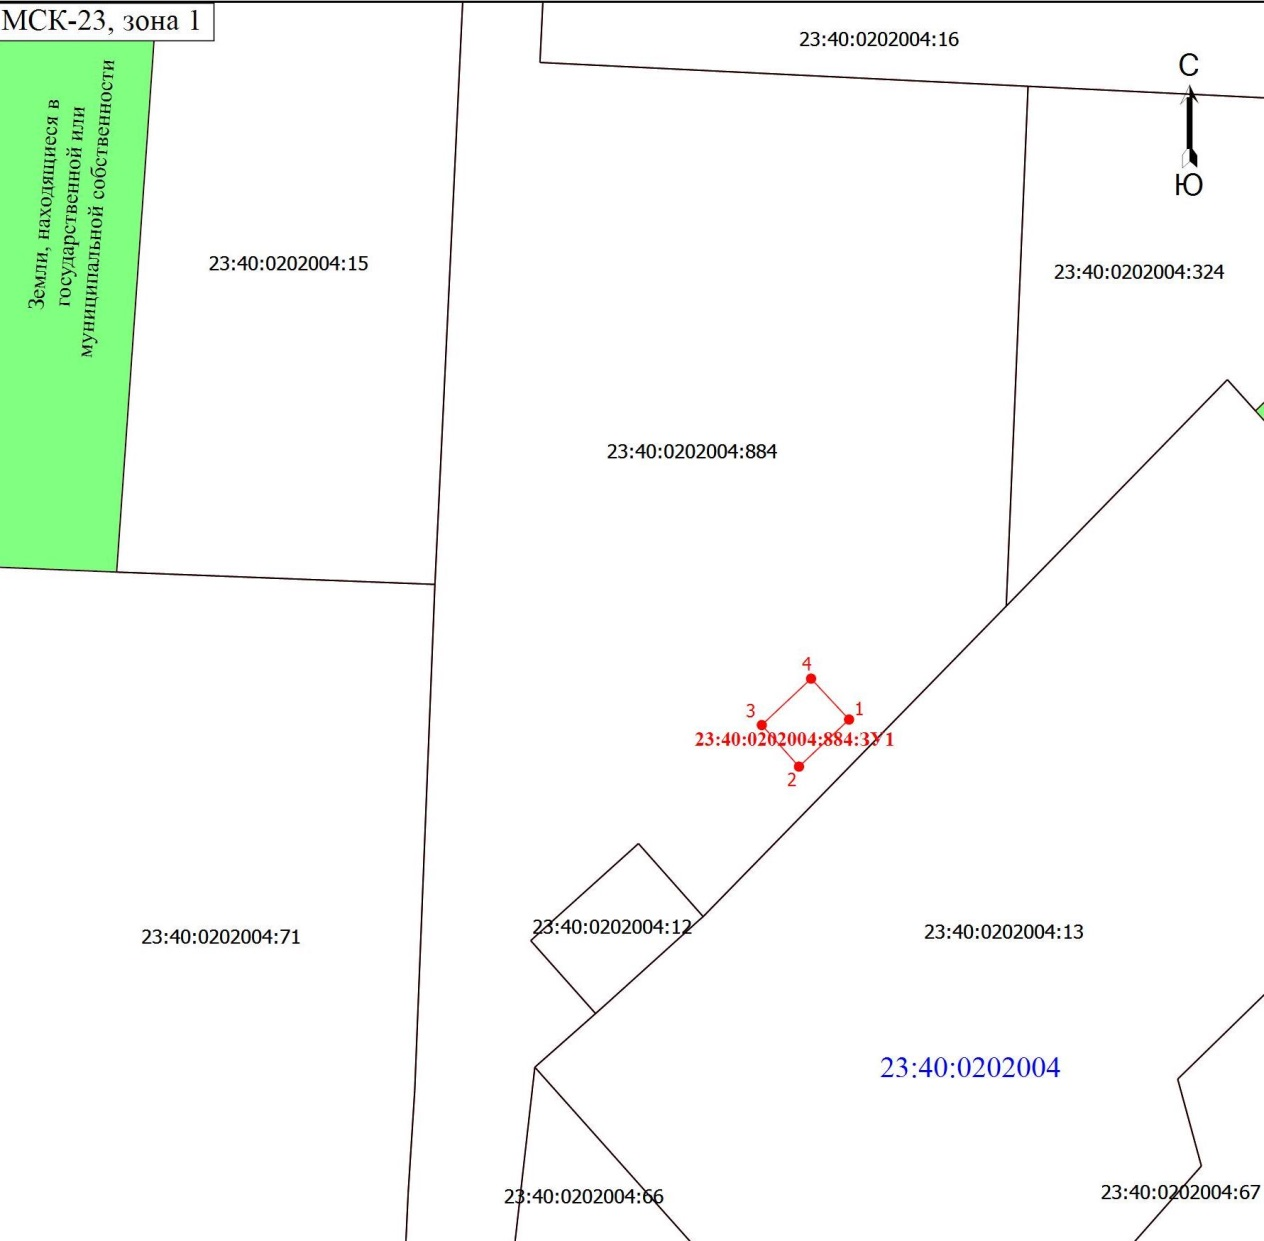 МСК-23, зона 1
23:40:0202004:16
С
Ю
Земли, находящиеся в
государственной или
муниципальной собственности
23:40:0202004:15
23:40:0202004:324
23:40:0202004:884
4
3
1
23:40:0202004:884:ЗУ1
2
23:40:0202004:12
23:40:0202004:71
23:40:0202004:13
23:40:0202004
23:40:0202004:66
23:40:0202004:67